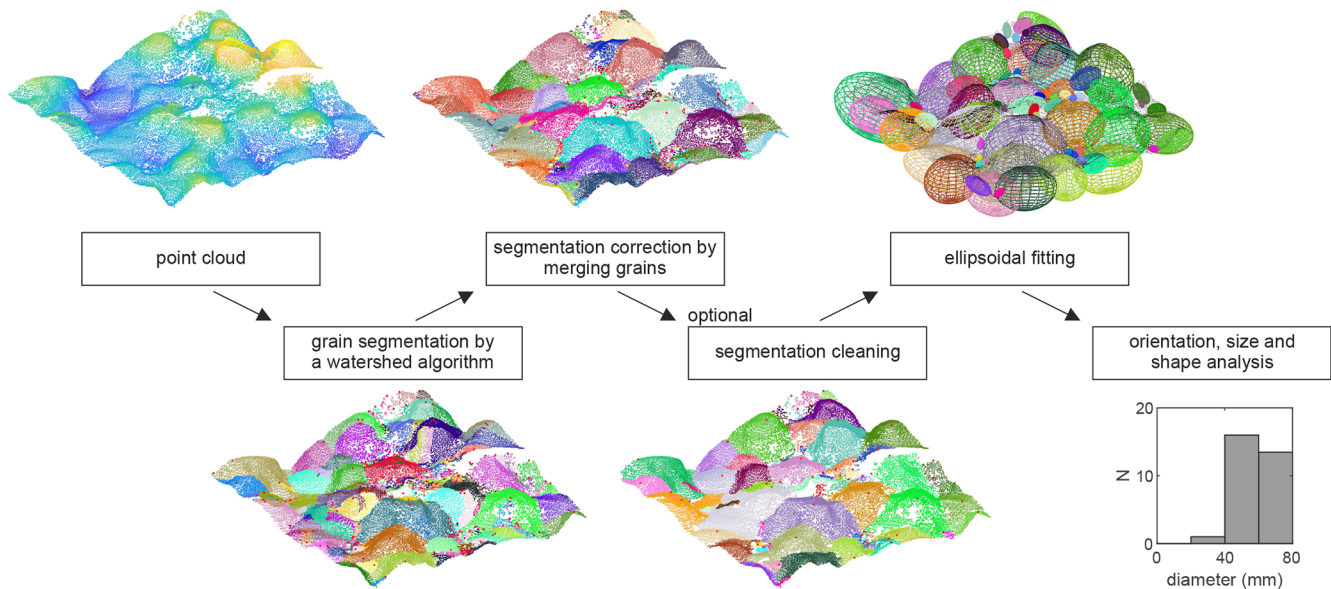 point cloud
grain segmentation by
a watershed algorithm
segmentation correction by
merging grains
optional
segmentation cleaning
ellipsoidal fitting
orientation, size and
shape analysis
20
10
0
N
0
40
80
diameter (mm)